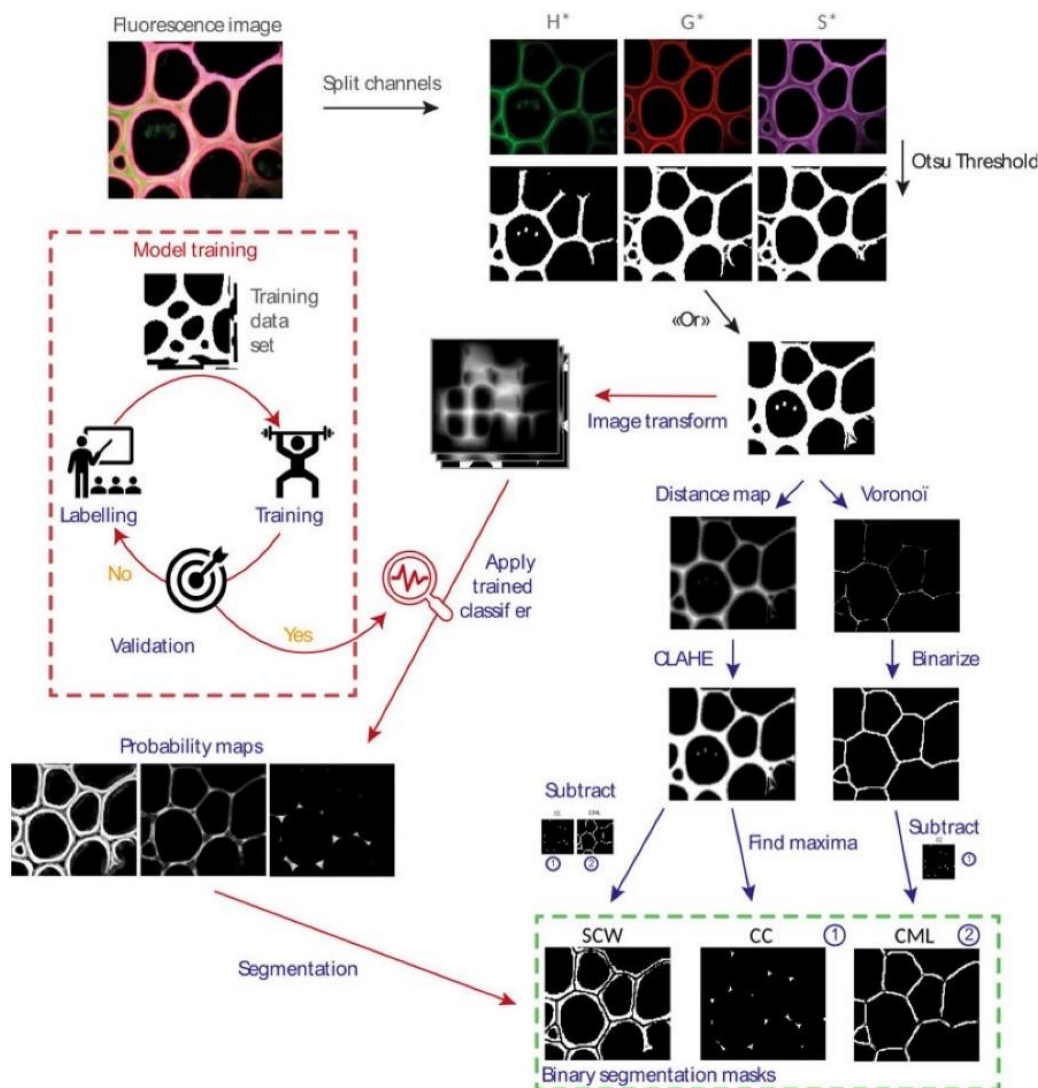 Fluorescence image
Split channels
H*
G*
S*
Otsu Threshold
«Or»
Model training
Training
data
set
Labelling
Training
No
Validation
Yes
Image transform
Apply
trained
classif er
Distance map
Voronoï
CLAHE
Binarize
Probability maps
Subtract
CC
CML
1
2
Find maxima
Subtract
CC
1
Segmentation
SCW
CC
1
CML
2
Binary segmentation masks